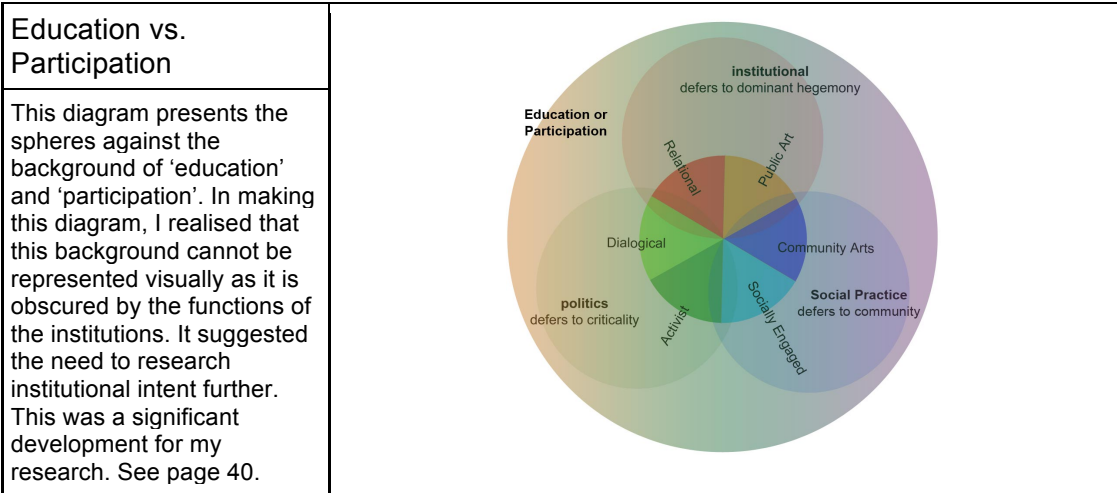 Education vs.
Participation
This diagram presents the
spheres against the
background of ‘education’
and ‘participation’. In making
this diagram, I realised that
this background cannot be
represented visually as it is
obscured by the functions of
the institutions. It suggested
the need to research
institutional intent further.
This was a significant
development for my
research. See page 40.
institutional
defers to dominant hegemony
Education or
Participation
Relational
Public Art
Dialogical
Community Arts
politics
defers to criticality
Activist
Socially Engaged
Social Practice
defers to community